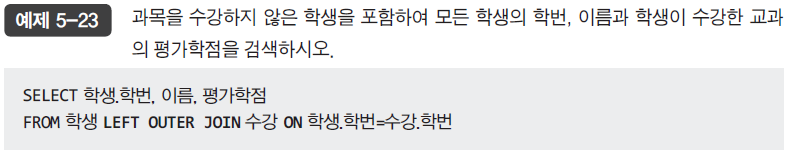 예제 5-23 과목을 수강하지 않은 학생을 포함하여 모든 학생의 학번, 이름과 학생이 수강한 교과
의 평가학점을 검색하시오.
SELECT 학생.학번, 이름, 평가학점
FROM 학생 LEFT OUTER JOIN 수강 ON 학생.학번=수강.학번